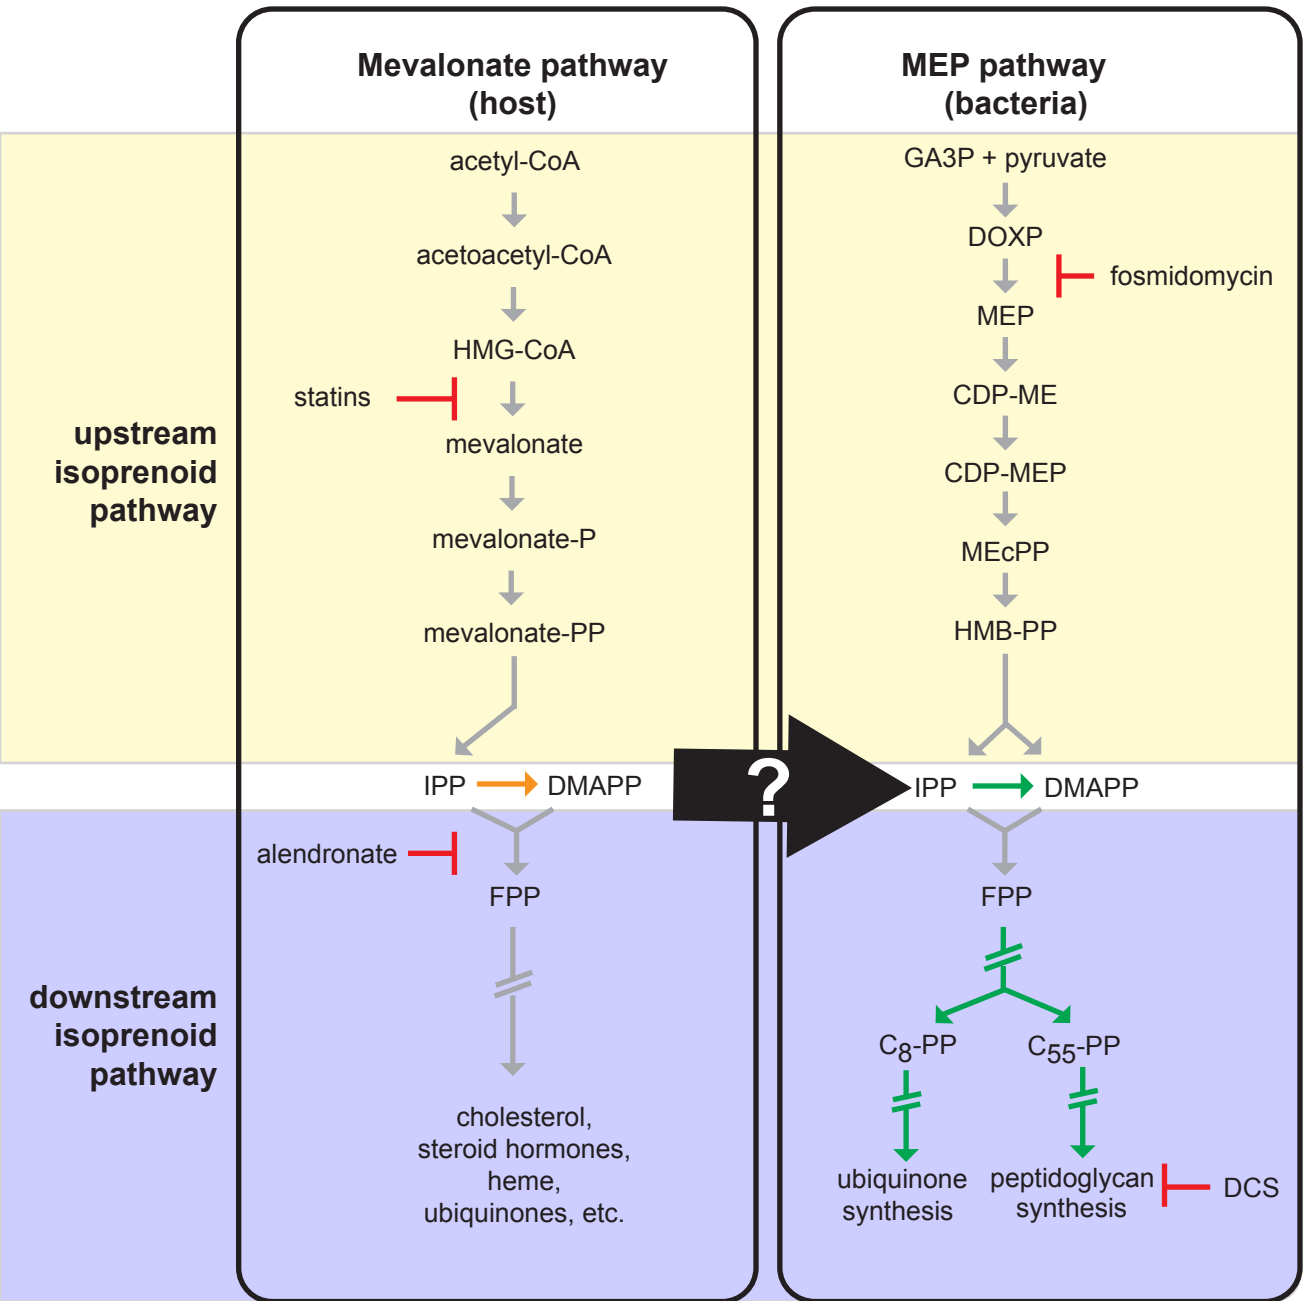 Mevalonate pathway
(host)
MEP pathway
(bacteria)
upstream
isoprenoid
pathway
acetyl-CoA
acetoacetyl-CoA
HMG-CoA
statins
mevalonate
mevalonate-P
mevalonate-PP
GA3P + pyruvate
DOXP
fosmidomycin
MEP
CDP-ME
CDP-MEP
MEcPP
HMB-PP
IPP DMAPP
?
IPP DMAPP
downstream
isoprenoid
pathway
alendronate
FPP
cholesterol,
steroid hormones,
heme,
ubiquinones, etc.
FPP
C8-PP C55-PP
ubiquinone
synthesis
peptidoglycan
synthesis
DCS